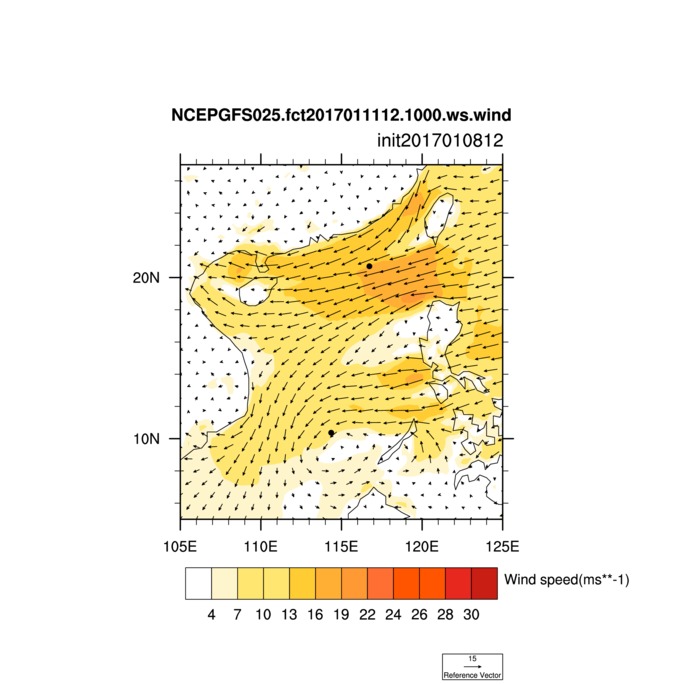 NCEPGFS025.fct2017011112.1000.ws.wind
init2017010812
20N
10N
105E 110E 115E 120E 125E
Wind speed(ms**-1)
4 7 10 13 16 19 22 24 26 28 30
15
Reference Vector